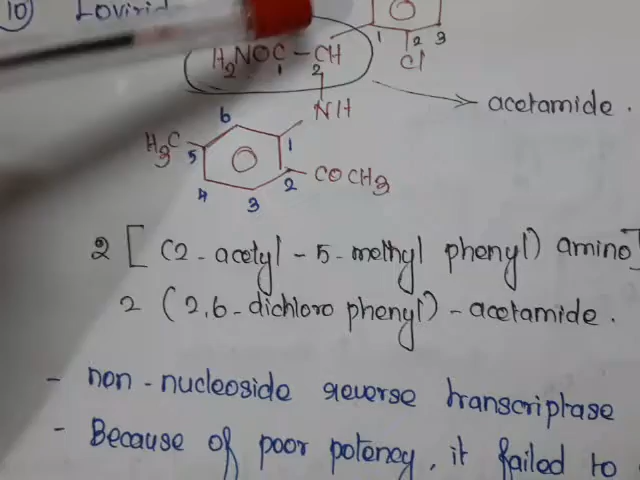 10) Lovirid
1 2 3
H2NOC - CH Cl
1 2
NH → acetamide.
6
H3C 5 1
2 COCH3
4 3
2 [ (2-acetyl-5-methyl phenyl) amino]
2 (2,6-dichloro phenyl)-acetamide.
- non-nucleoside reverse transcriptase
- Because of poor potency, it failed to